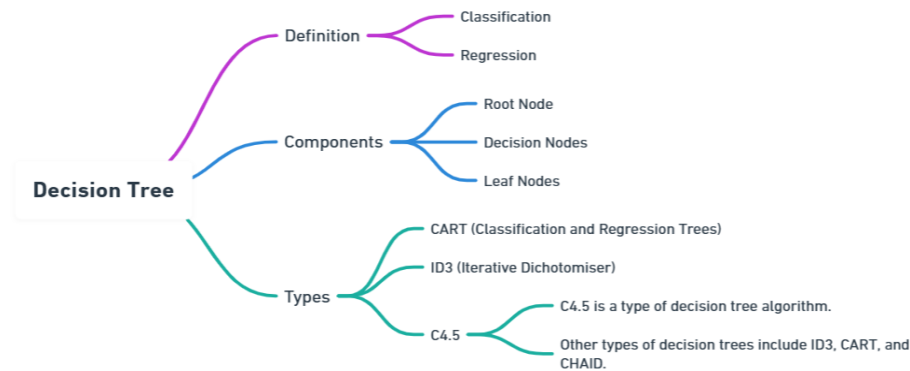 Decision Tree
Definition
Classification
Regression
Components
Root Node
Decision Nodes
Leaf Nodes
Types
CART (Classification and Regression Trees)
ID3 (Iterative Dichotomiser)
C4.5
C4.5 is a type of decision tree algorithm.
Other types of decision trees include ID3, CART, and
CHAID.